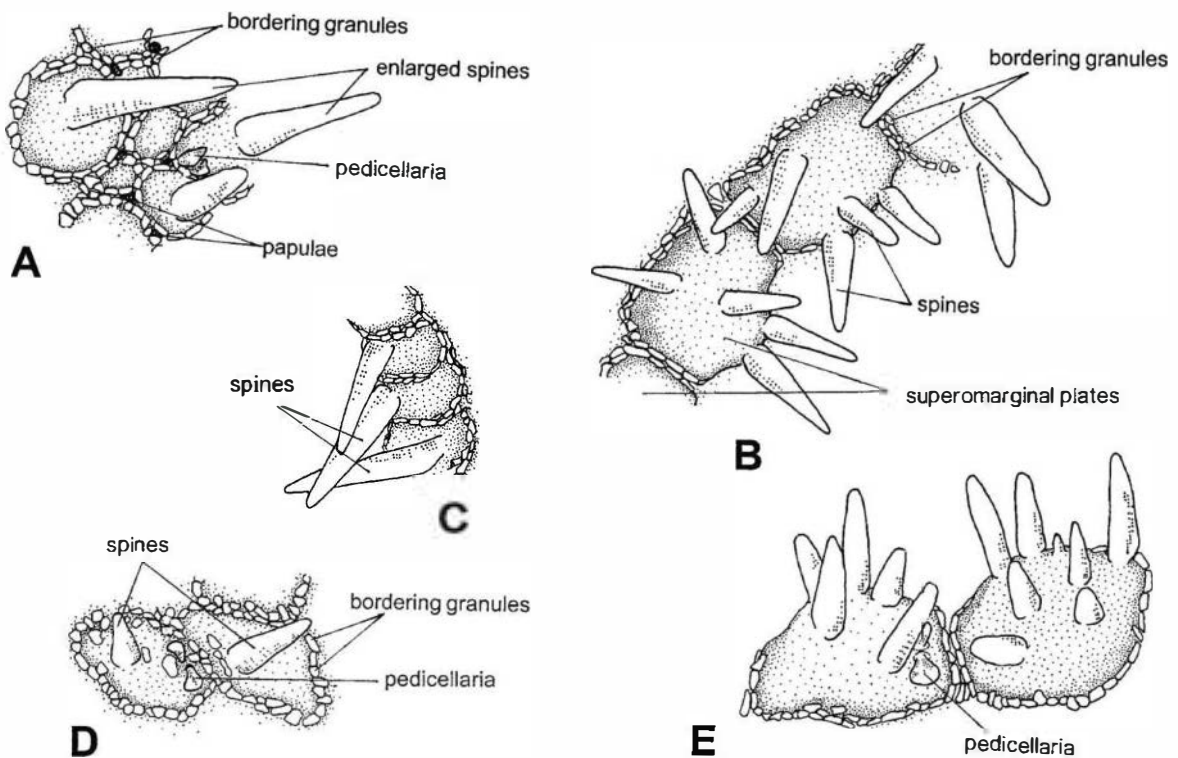 bordering granules
enlarged spines
pedicellaria
papulae
A
bordering granules
spines
superomarginal plates
B
spines
C
spines
bordering granules
pedicellaria
D
pedicellaria
E